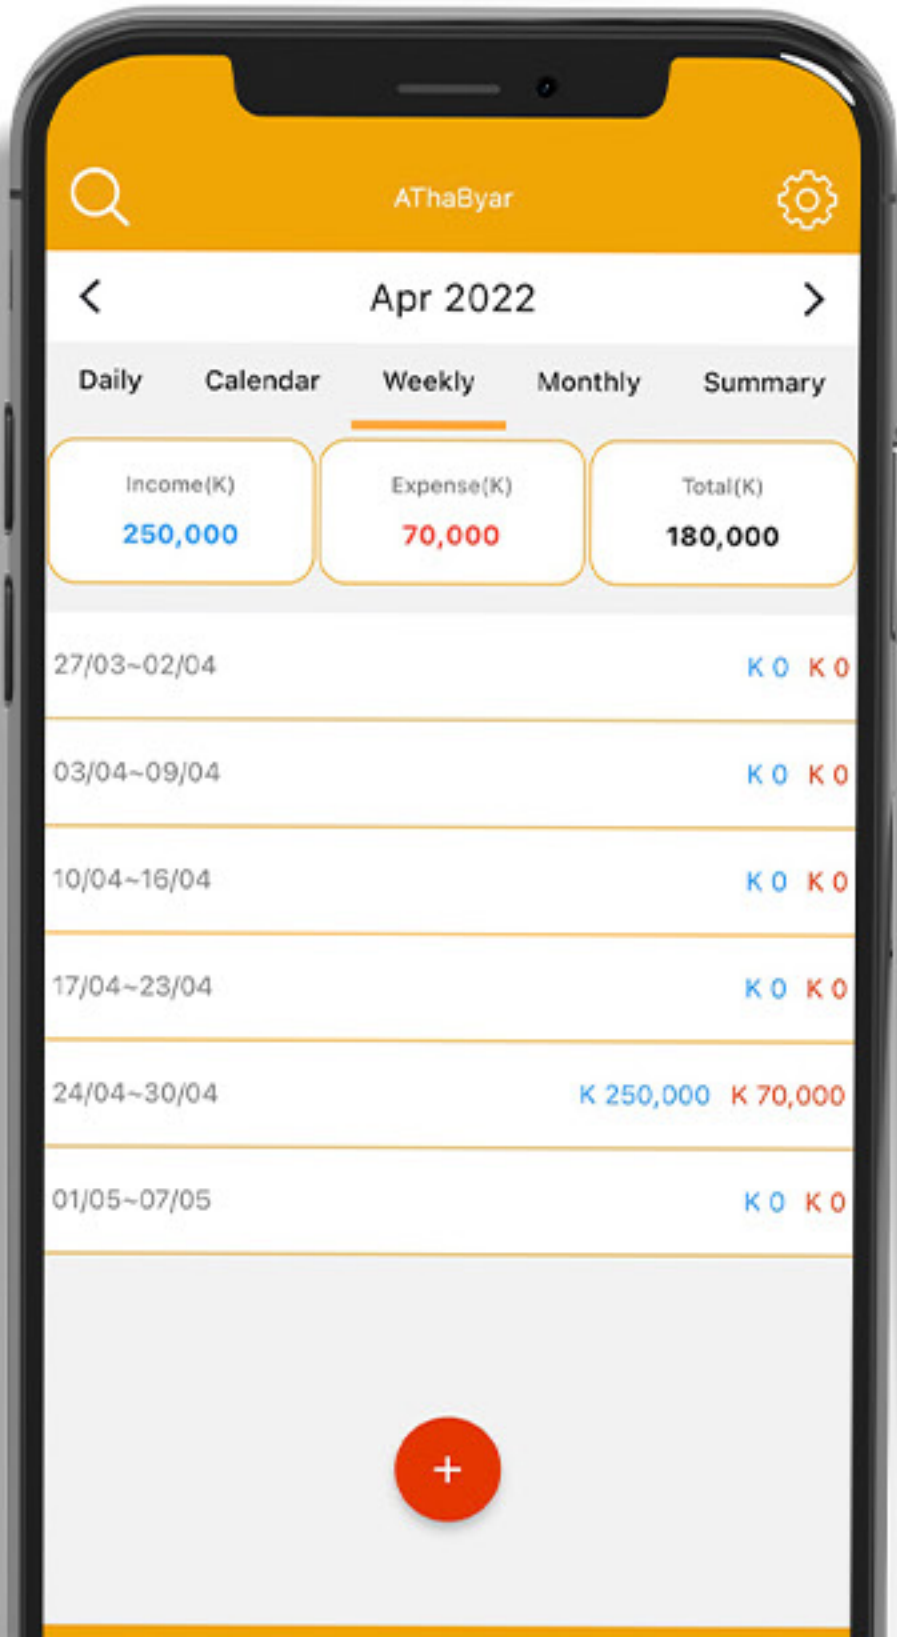 AThaByar
Apr 2022
Daily Calendar Weekly Monthly Summary
Income(K) Expense(K) Total(K)
250,000 70,000 180,000
27/03~02/04 K 0 K 0
03/04~09/04 K 0 K 0
10/04~16/04 K 0 K 0
17/04~23/04 K 0 K 0
24/04~30/04 K 250,000 K 70,000
01/05~07/05 K 0 K 0
+